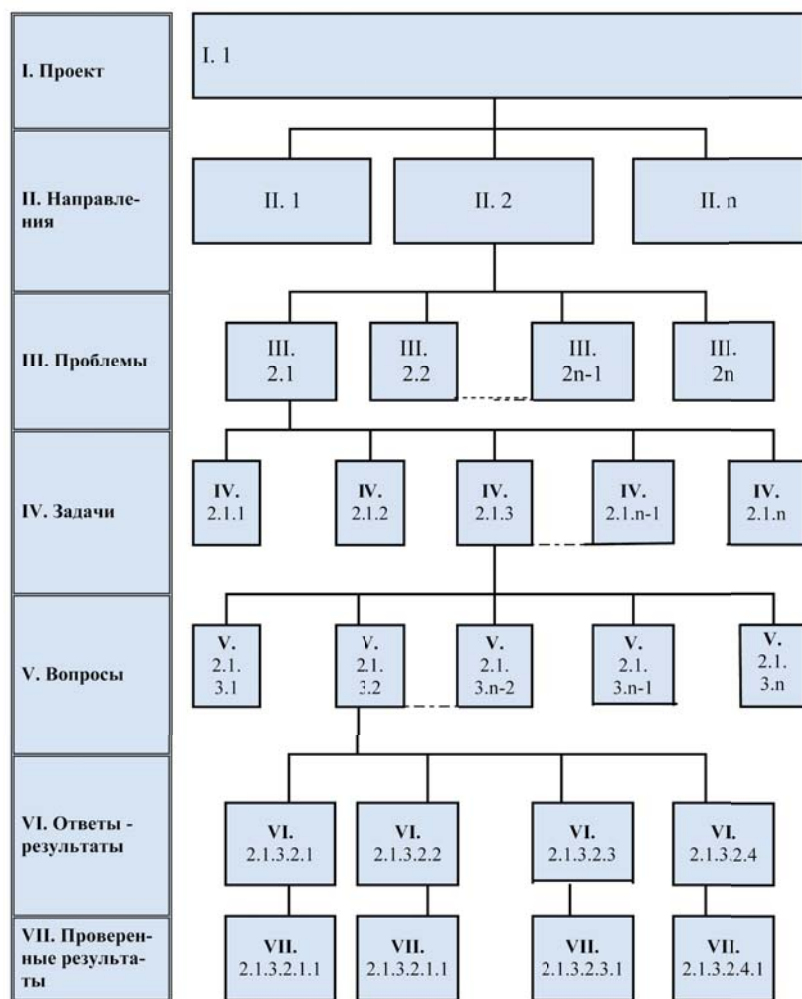 I. Проект
I. 1
II. Направле-
ния
II. 1
II. 2
II. n
III. Проблемы
III.
2.1
III.
2.2
III.
2n-1
III.
2n
IV. Задачи
IV.
2.1.1
IV.
2.1.2
IV.
2.1.3
IV.
2.1.n-1
IV.
2.1.n
V. Вопросы
V.
2.1.
3.1
V.
2.1.
3.2
V.
2.1.
3.n-2
V.
2.1.
3.n-1
V.
2.1.
3.n
VI. Ответы -
результаты
VI.
2.1.3.2.1
VI.
2.1.3.2.2
VI.
2.1.3.2.3
VI.
2.1.3.2.4
VII. Проверен-
ные результа-
ты
VII.
2.1.3.2.1.1
VII.
2.1.3.2.1.1
VII.
2.1.3.2.3.1
VII.
2.1.3.2.4.1